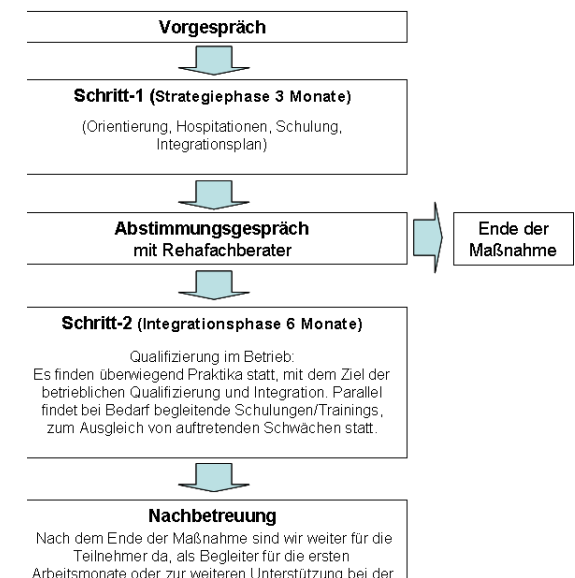 Vorgespräch
Schritt-1 (Strategiephase 3 Monate)
(Orientierung, Hospitationen, Schulung,
Integrationsplan)
Abstimmungsgespräch
mit Rehafachberater
Ende der
Maßnahme
Schritt-2 (Integrationsphase 6 Monate)
Qualifizierung im Betrieb:
Es finden überwiegend Praktika statt, mit dem Ziel der
betrieblichen Qualifizierung und Integration. Parallel
findet bei Bedarf begleitende Schulungen/Trainings,
zum Ausgleich von auftretenden Schwächen statt.
Nachbetreuung
Nach dem Ende der Maßnahme sind wir weiter für die
Teilnehmer da, als Begleiter für die ersten
Arbeitsmonate oder zur weiteren Unterstützung bei der